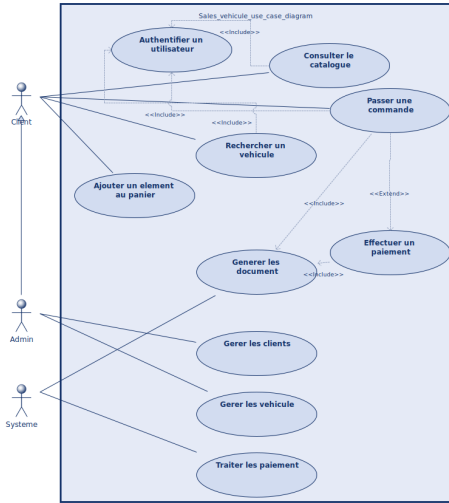 Sales_vehicule_use_case_diagram
Authentifier un
utilisateur
<<Include>>
Consulter le
catalogue
Client
Passer une
commande
<<Include>>
<<Include>>
Rechercher un
vehicule
Ajouter un element
au panier
<<Extend>>
<<Include>>
Effectuer un
paiement
Generer les
document
<<Include>>
Admin
Gerer les clients
Systeme
Gerer les vehicule
Traiter les paiement